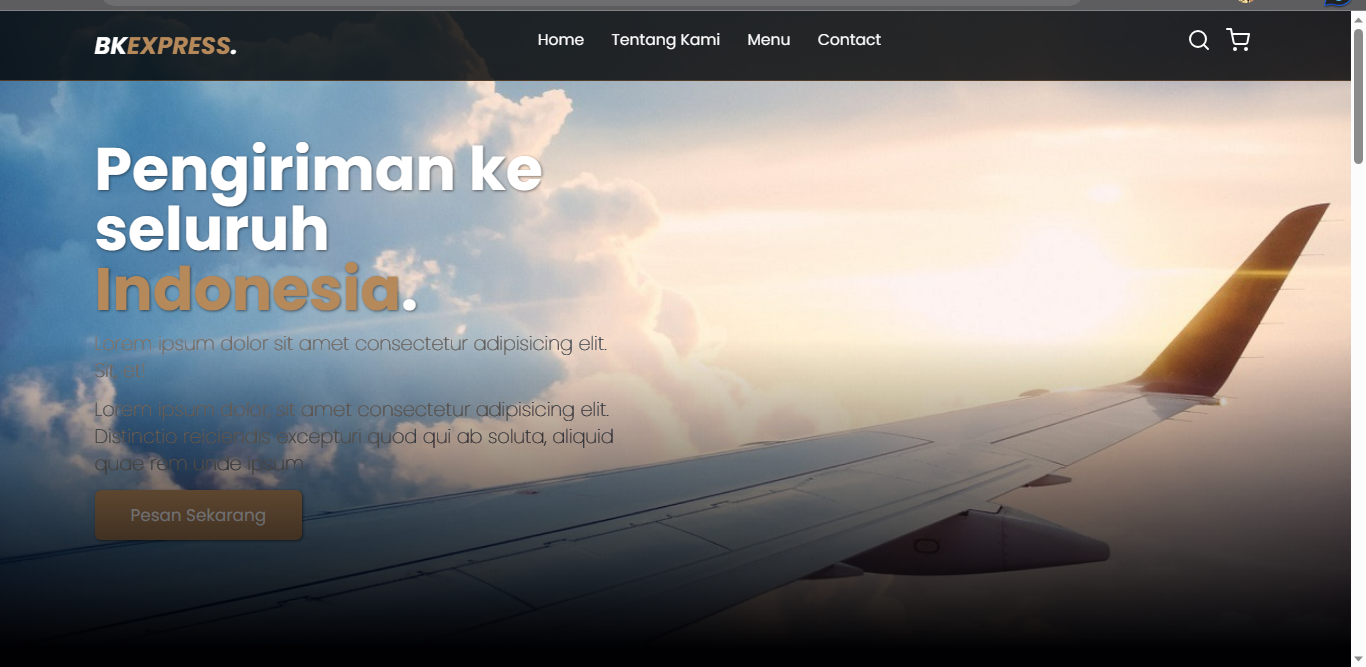 BKEXPRESS.
Home Tentang Kami Menu Contact
Pengiriman ke
seluruh
Indonesia.
Lorem ipsum dolor sit amet consectetur adipisicing elit.
Sit, at.
Lorem ipsum dolor, sit amet consectetur adipisicing elit.
Distinctio reiciendis excepturi quod qui ab soluta, aliquid
quae rem unde ipsum.
Pesan Sekarang